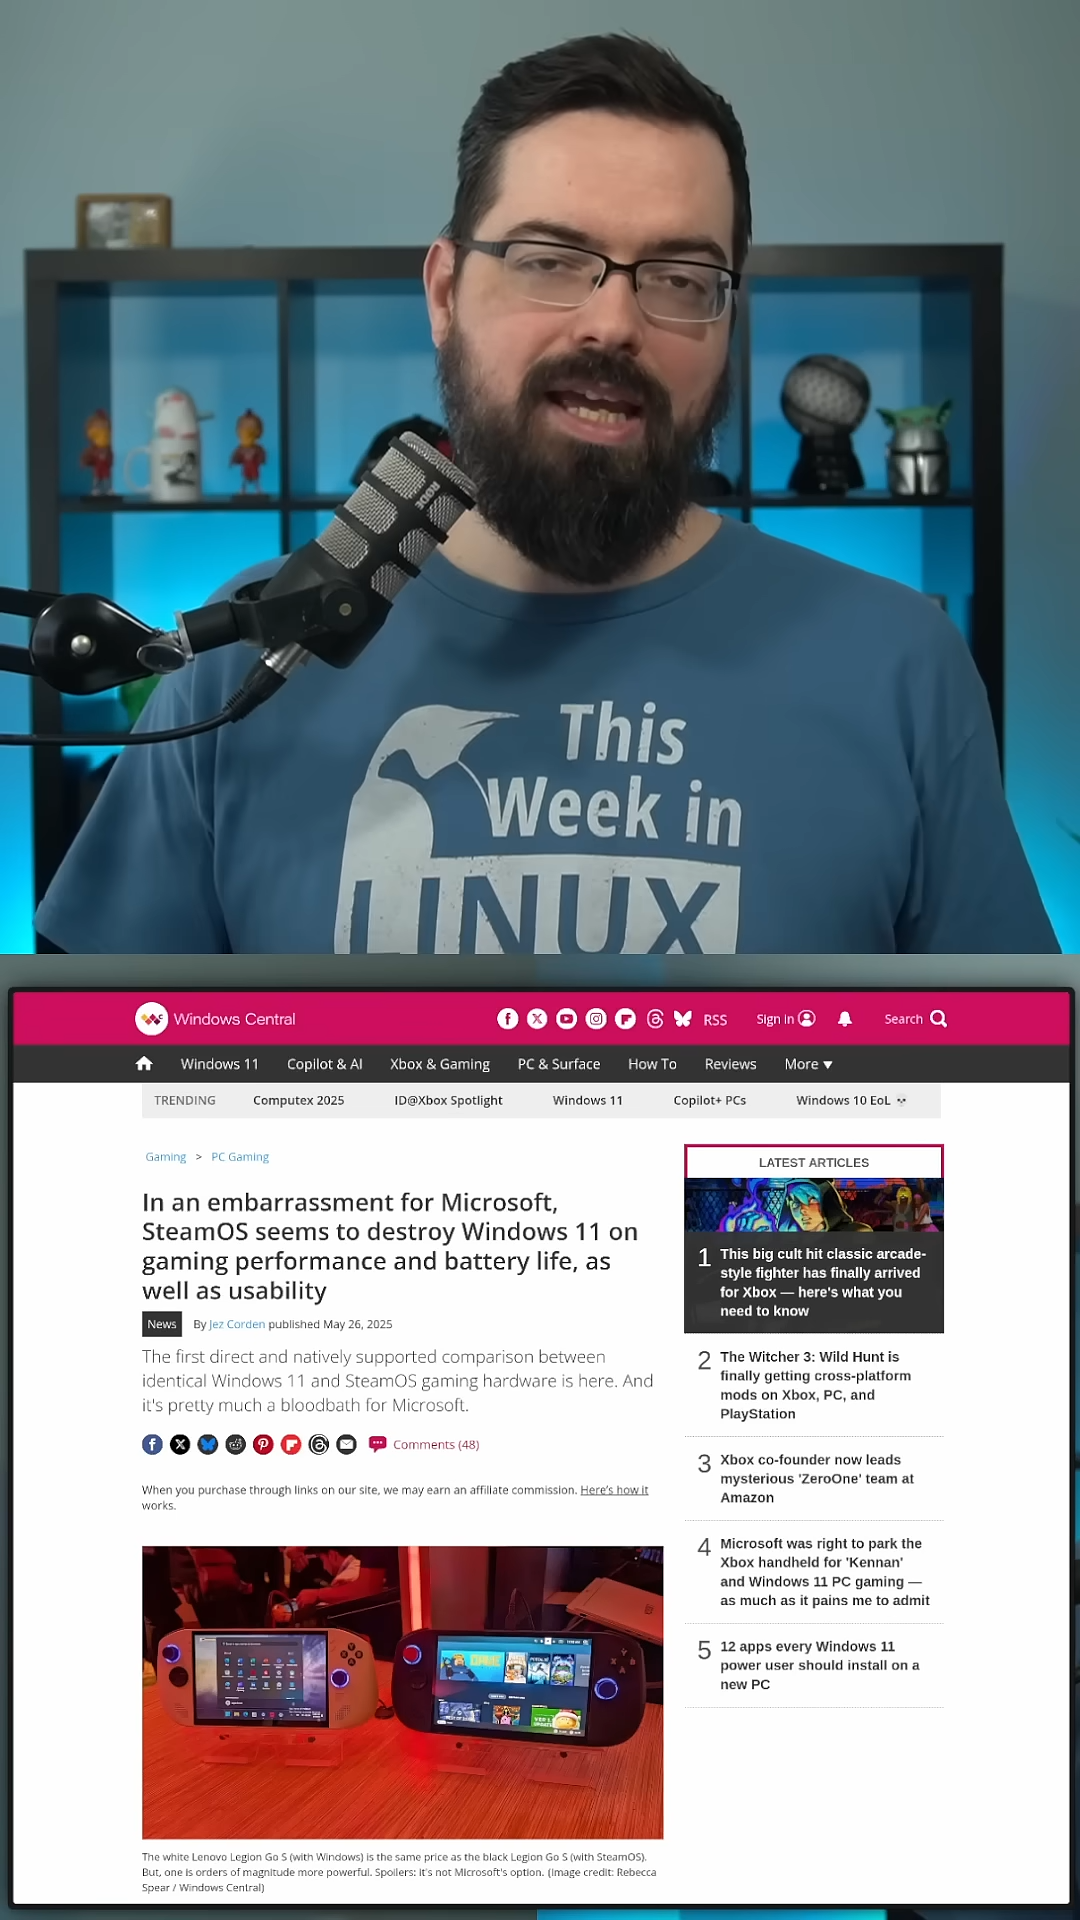 RØDE
This
Week in
LINUX
Windows Central
RSS
Sign in
Search
Windows 11
Copilot & AI
Xbox & Gaming
PC & Surface
How To
Reviews
More ▼
TRENDING
Computex 2025
ID@Xbox Spotlight
Windows 11
Copilot+ PCs
Windows 10 EoL ☠️
Gaming > PC Gaming
In an embarrassment for Microsoft,
SteamOS seems to destroy Windows 11 on
gaming performance and battery life, as
well as usability
News By Jez Corden published May 26, 2025
The first direct and natively supported comparison between
identical Windows 11 and SteamOS gaming hardware is here. And
it's pretty much a bloodbath for Microsoft.
Comments (48)
When you purchase through links on our site, we may earn an affiliate commission. Here's how it
works.
The white Lenovo Legion Go S (with Windows) is the same price as the black Legion Go S (with SteamOS).
But, one is orders of magnitude more powerful. Spoilers: it's not Microsoft's option. (Image credit: Rebecca
Spear / Windows Central)
LATEST ARTICLES
1 This big cult hit classic arcade-
style fighter has finally arrived
for Xbox — here's what you
need to know
2 The Witcher 3: Wild Hunt is
finally getting cross-platform
mods on Xbox, PC, and
PlayStation
3 Xbox co-founder now leads
mysterious 'ZeroOne' team at
Amazon
4 Microsoft was right to park the
Xbox handheld for 'Kennan'
and Windows 11 PC gaming —
as much as it pains me to admit
5 12 apps every Windows 11
power user should install on a
new PC